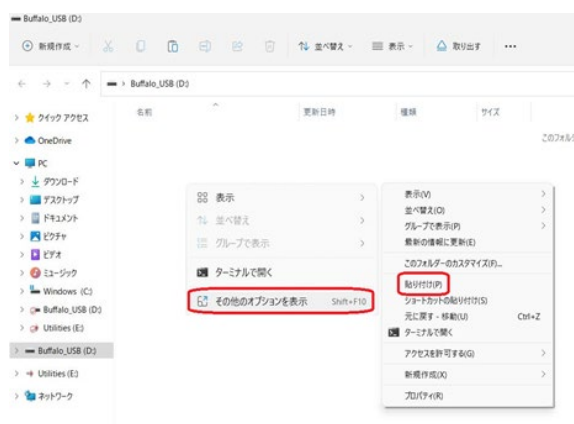 Buffalo_USB (D:)
新規作成
並べ替え
表示
取り出す
Buffalo_USB (D:)
名前
更新日時
種類
サイズ
このフォルダ
クイック アクセス
OneDrive
PC
ダウンロード
デスクトップ
ドキュメント
ピクチャ
ビデオ
ミュージック
Windows (C:)
Buffalo_USB (D:)
Utilities (E:)
Buffalo_USB (D:)
Utilities (E:)
ネットワーク
表示
並べ替え
グループで表示
ターミナルで開く
その他のオプションを表示 Shift+F10
表示(V)
並べ替え(O)
グループで表示(P)
最新の情報に更新(E)
このフォルダーのカスタマイズ(F)...
貼り付け(P)
ショートカットの貼り付け(S)
元に戻す - 移動(U) Ctrl+Z
ターミナルで開く
アクセスを許可する(G)
新規作成(X)
プロパティ(R)